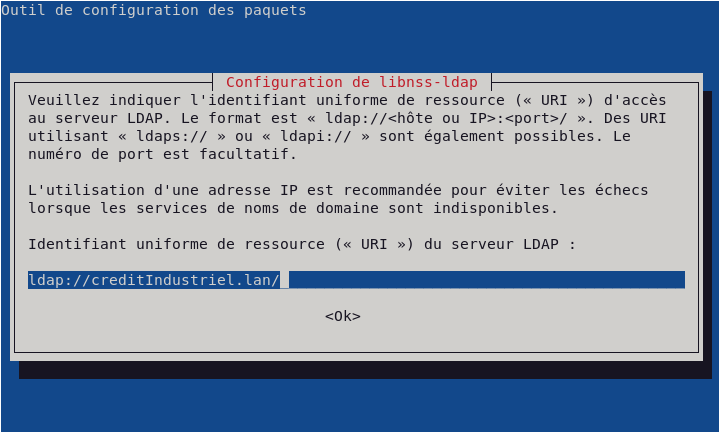 Outil de configuration des paquets
Configuration de libnss-ldap
Veuillez indiquer l'identifiant uniforme de ressource (« URI ») d'accès
au serveur LDAP. Le format est « ldap://<hôte ou IP>:<port>/ ». Des URI
utilisant « ldaps:// » ou « ldapi:// » sont également possibles. Le
numéro de port est facultatif.
L'utilisation d'une adresse IP est recommandée pour éviter les échecs
lorsque les services de noms de domaine sont indisponibles.
Identifiant uniforme de ressource (« URI ») du serveur LDAP :
ldap://creditIndustriel.lan/
<Ok>